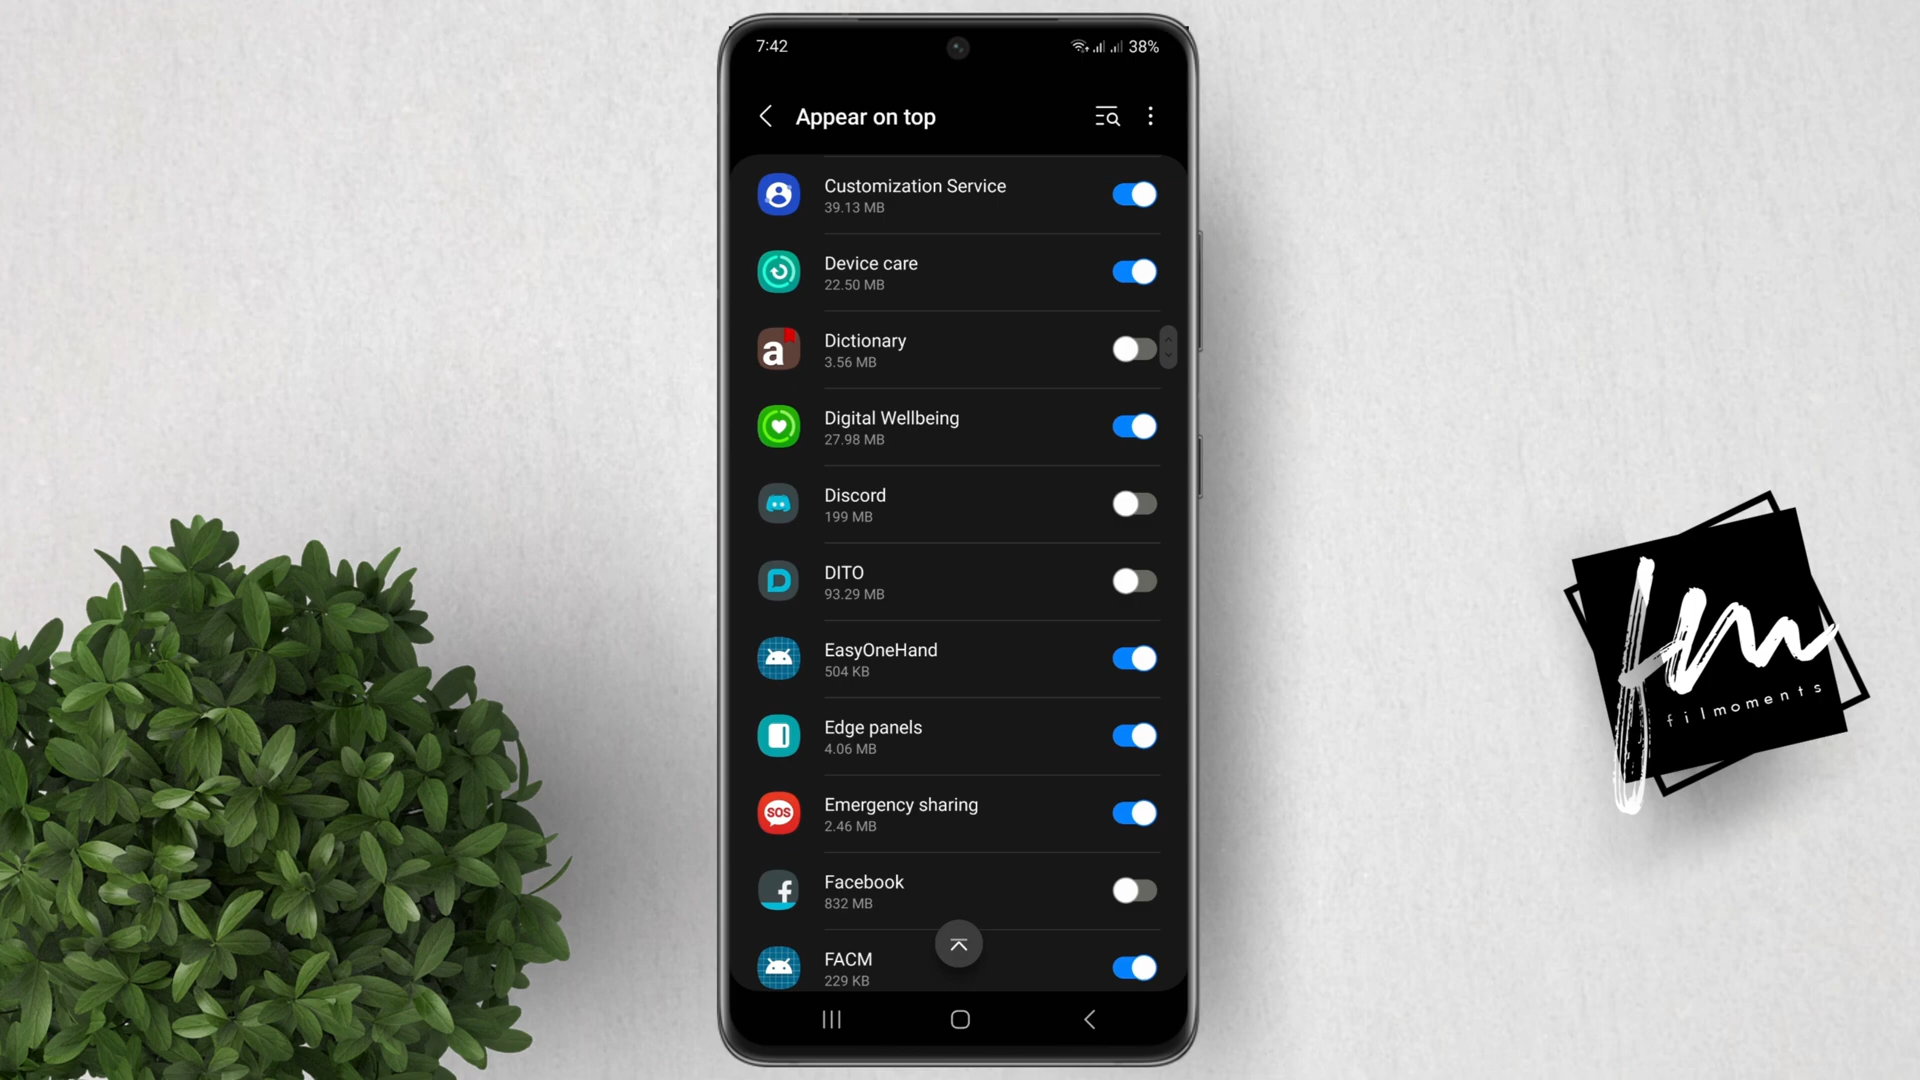 7:42
38%
Appear on top
Customization Service
39.13 MB
Device care
22.50 MB
a
Dictionary
3.56 MB
Digital Wellbeing
27.98 MB
Discord
199 MB
DITO
93.29 MB
EasyOneHand
504 KB
Edge panels
4.06 MB
SOS
Emergency sharing
2.46 MB
f
Facebook
832 MB
FACM
229 KB
fm
filmoments